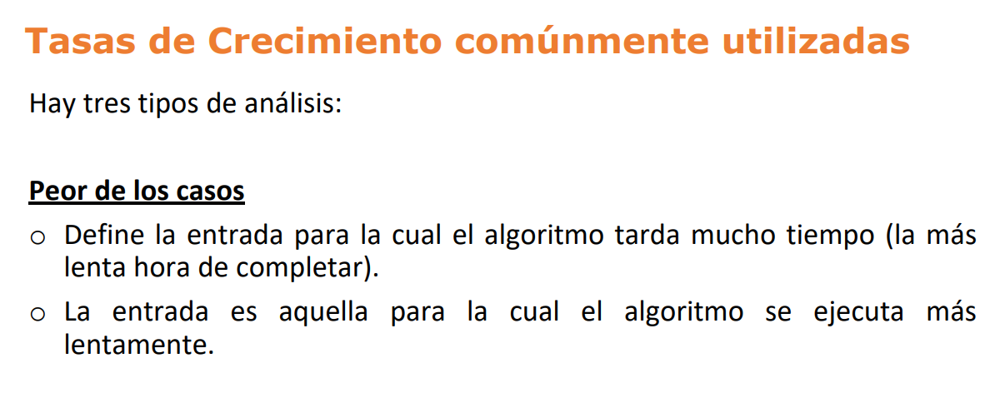 Tasas de Crecimiento comúnmente utilizadas
Hay tres tipos de análisis:
Peor de los casos
o Define la entrada para la cual el algoritmo tarda mucho tiempo (la más
lenta hora de completar).
o La entrada es aquella para la cual el algoritmo se ejecuta más
lentamente.